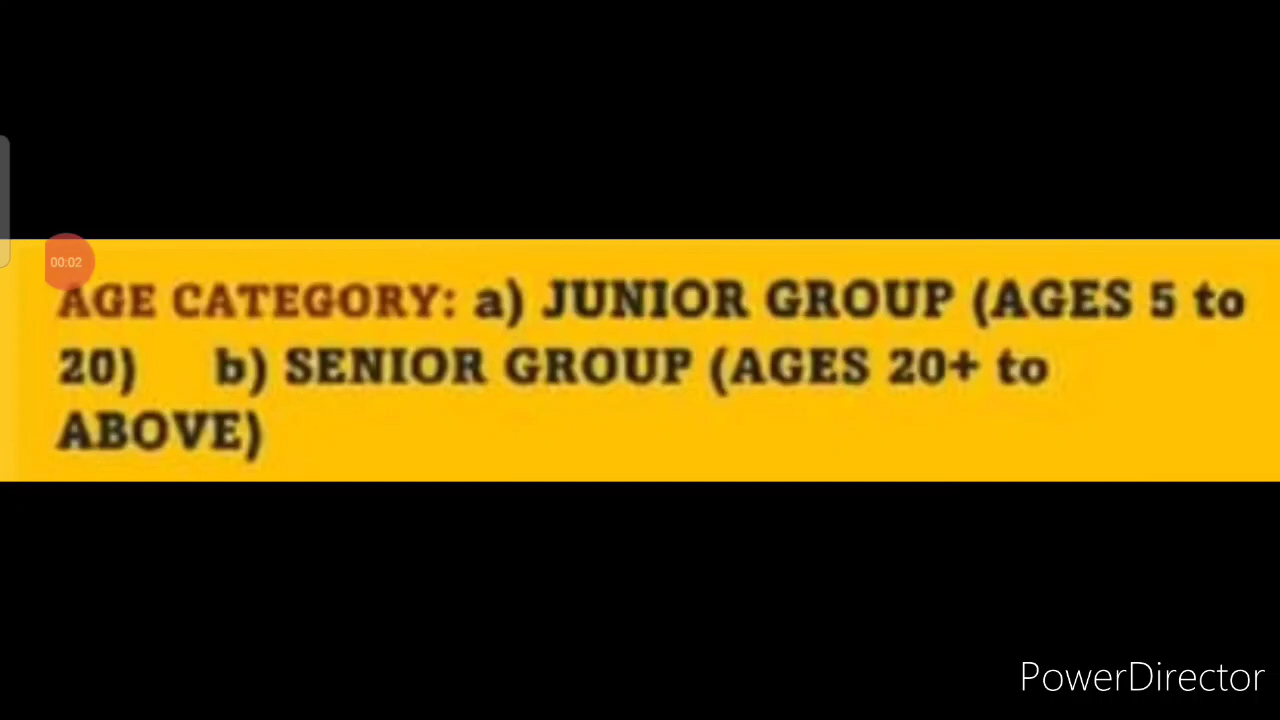 00:02
AGE CATEGORY: a) JUNIOR GROUP (AGES 5 to
20) b) SENIOR GROUP (AGES 20+ to
ABOVE)
PowerDirector